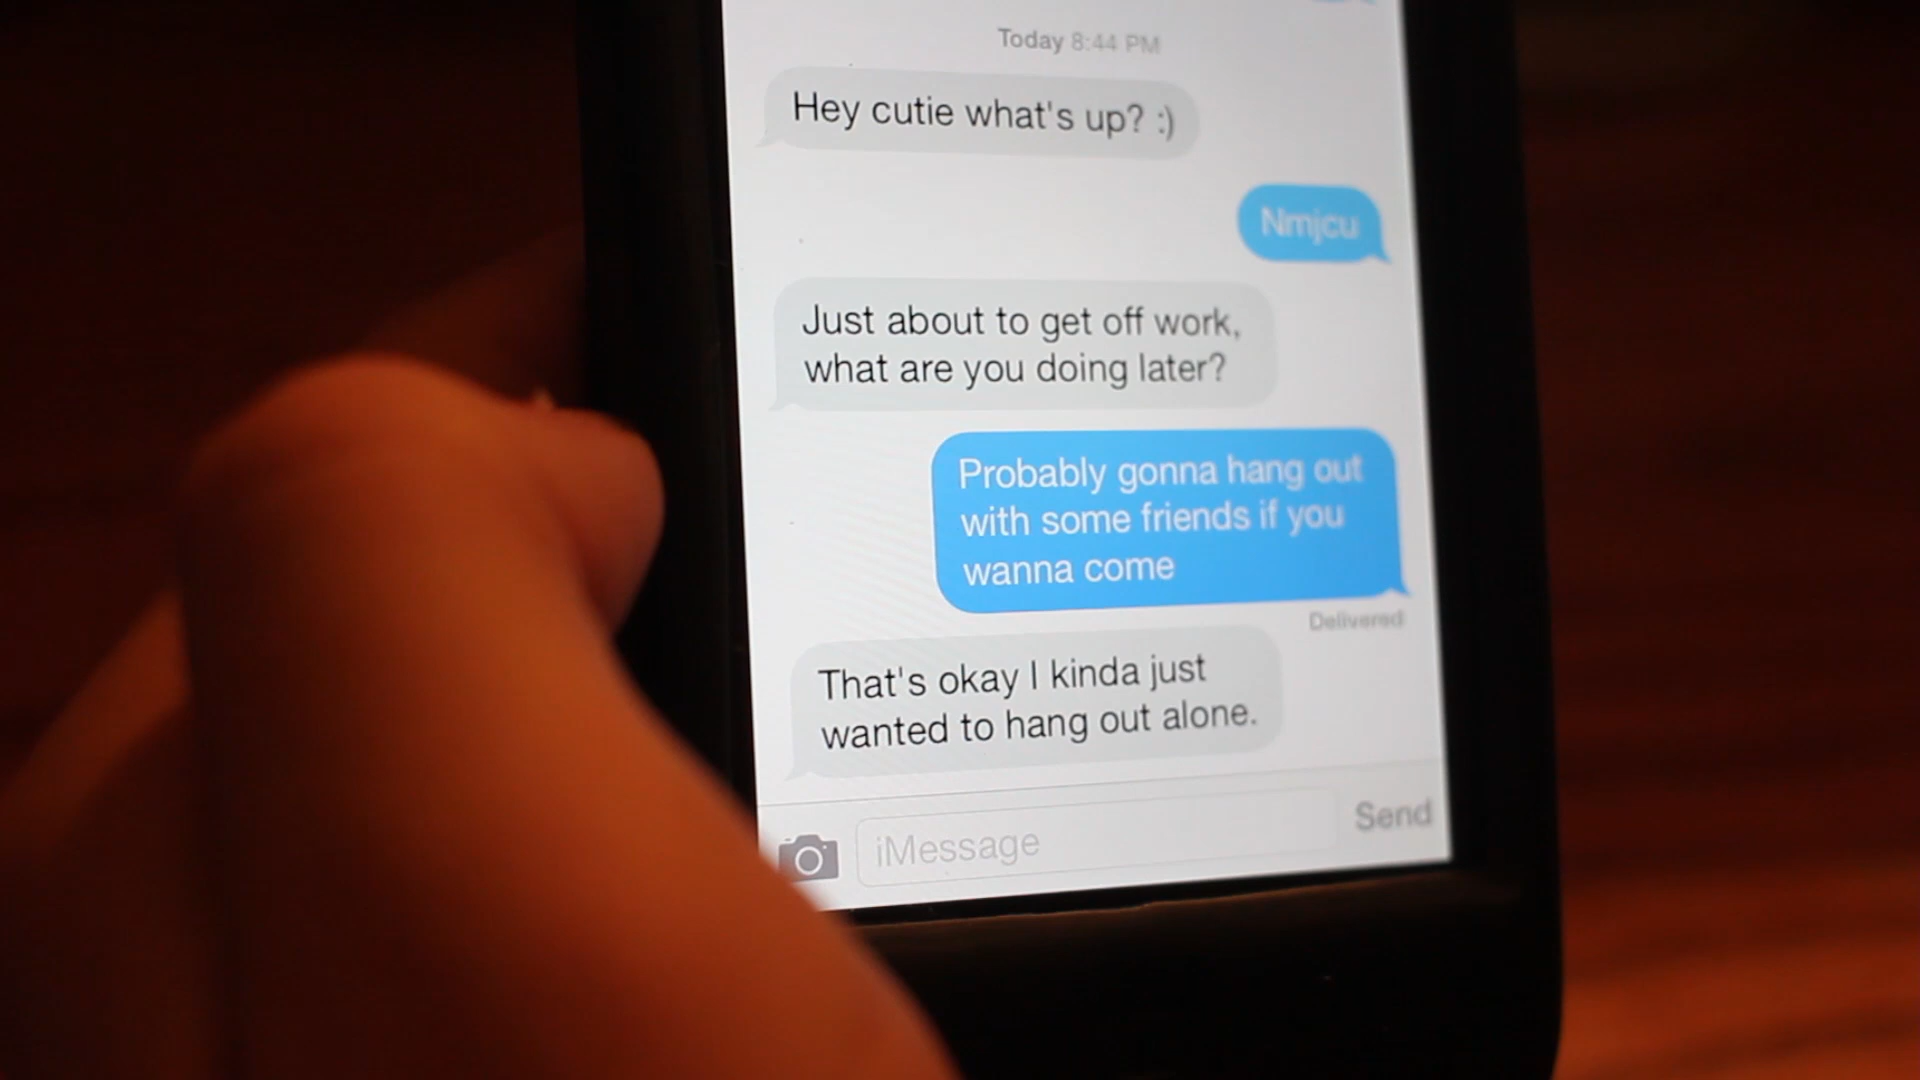 Today 8:44 PM
Hey cutie what's up? :)
Nmjcu
Just about to get off work,
what are you doing later?
Probably gonna hang out
with some friends if you
wanna come
Delivered
That's okay I kinda just
wanted to hang out alone.
iMessage
Send